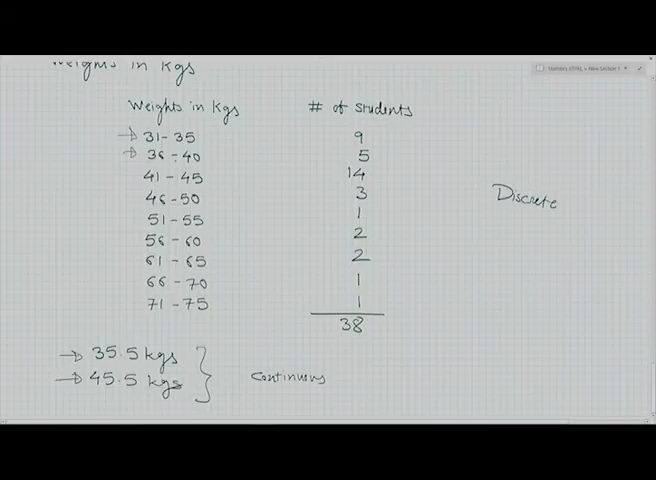 Weights in Kgs
Weights in Kgs # of students
31-35 9
36-40 5
41-45 14
46-50 3
51-55 1
56-60 2
61-65 2
66-70 1
71-75 1
38
Discrete
→ 35.5 kgs
→ 45.5 kgs
Continuous